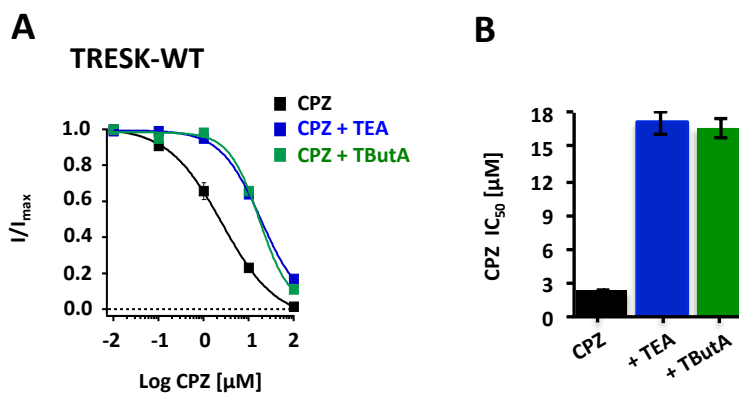 A
TRESK-WT
CPZ
CPZ + TEA
CPZ + TButA
1.0
0.8
0.6
0.4
0.2
0.0
I/Imax
-2
-1
0
1
2
Log CPZ [µM]
B
18
15
12
9
6
3
0
CPZ IC50 [µM]
CPZ
+ TEA
+ TButA